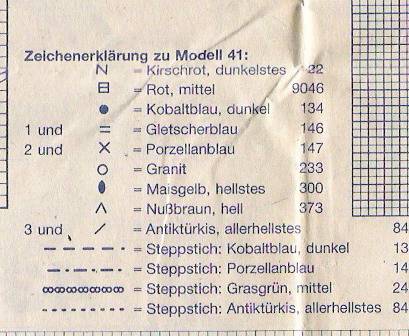 Zeichenerklärung zu Modell 41:
N = Kirschrot, dunkelstes 22
⊟ = Rot, mittel 9046
● = Kobaltblau, dunkel 134
1 und = = Gletscherblau 146
2 und X = Porzellanblau 147
O = Granit 233
⬮ = Maisgelb, hellstes 300
^ = Nußbraun, hell 373
3 und / = Antiktürkis, allerhellstes 84
— — — — = Steppstich: Kobaltblau, dunkel 13
—·—·—·— = Steppstich: Porzellanblau 14
∞∞∞∞∞ = Steppstich: Grasgrün, mittel 24
- - - - - - - - = Steppstich: Antiktürkis, allerhellstes 84